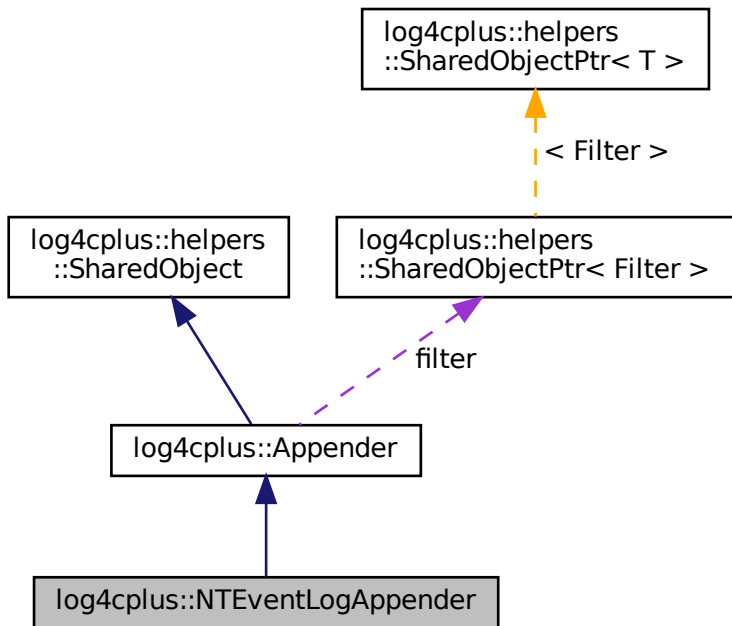 log4cplus::helpers
::SharedObjectPtr< T >
< Filter >
log4cplus::helpers
::SharedObject
log4cplus::helpers
::SharedObjectPtr< Filter >
filter
log4cplus::Appender
log4cplus::NTEventLogAppender